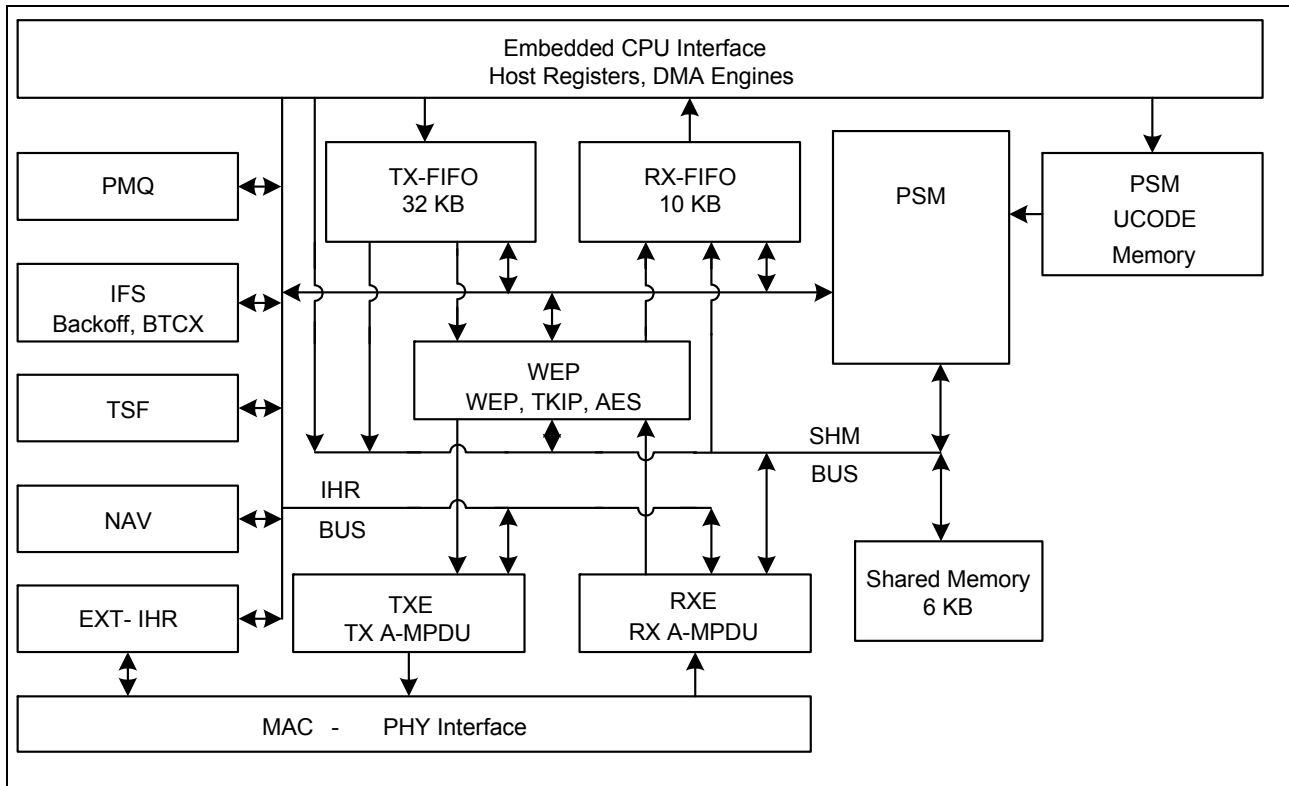 Embedded CPU Interface
Host Registers, DMA Engines
PMQ
TX-FIFO
32 KB
RX-FIFO
10 KB
PSM
PSM
UCODE
Memory
IFS
Backoff, BTCX
WEP
WEP, TKIP, AES
TSF
SHM
BUS
IHR
BUS
NAV
Shared Memory
6 KB
EXT- IHR
TXE
TX A-MPDU
RXE
RX A-MPDU
MAC - PHY Interface